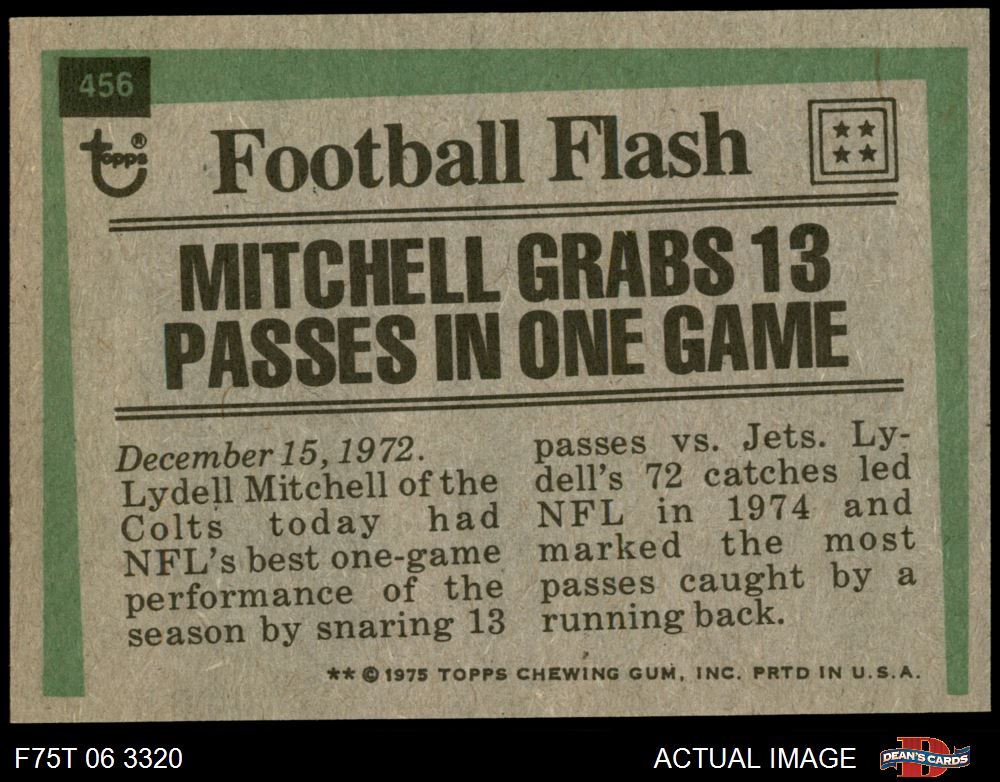 456
topps®
Football Flash
MITCHELL GRABS 13
PASSES IN ONE GAME
December 15, 1972.
Lydell Mitchell of the
Colts today had
NFL's best one-game
performance of the
season by snaring 13
passes vs. Jets. Ly-
dell's 72 catches led
NFL in 1974 and
marked the most
passes caught by a
running back.
** © 1975 TOPPS CHEWING GUM, INC. PRTD IN U.S.A.
F75T 06 3320
ACTUAL IMAGE
D
DEAN'S CARDS